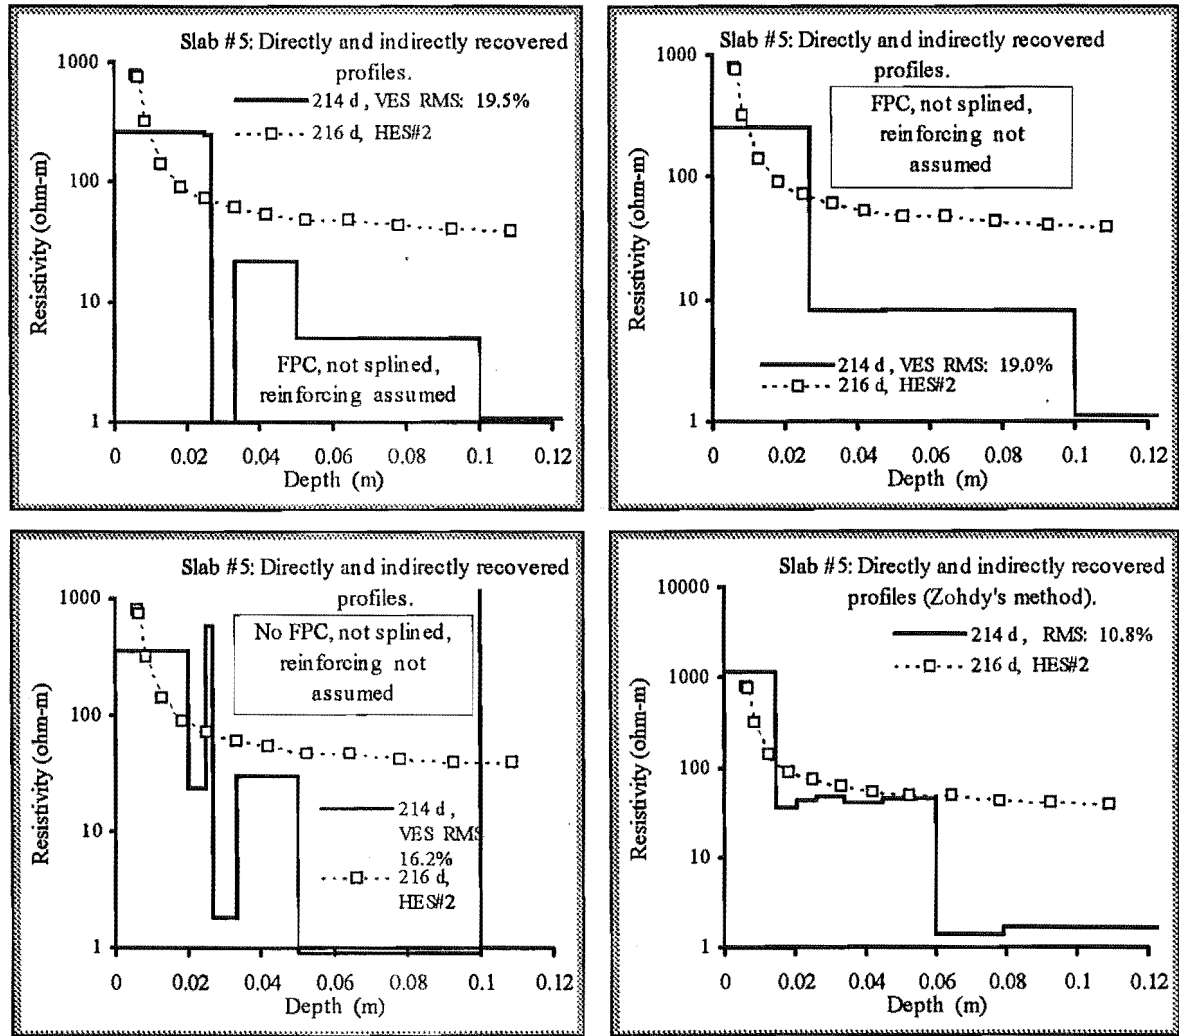 Slab #5: Directly and indirectly recovered
profiles.
214 d, VES RMS: 19.5%
216 d, HES#2
FPC, not splined,
reinforcing assumed
Resistivity (ohm-m)
1000
100
10
1
0 0.02 0.04 0.06 0.08 0.1 0.12
Depth (m)
Slab #5: Directly and indirectly recovered
profiles.
FPC, not splined,
reinforcing not
assumed
214 d, VES RMS: 19.0%
216 d, HES#2
Resistivity (ohm-m)
1000
100
10
1
0 0.02 0.04 0.06 0.08 0.1 0.12
Depth (m)
Slab #5: Directly and indirectly recovered
profiles.
No FPC, not splined,
reinforcing not
assumed
214 d,
VES RMS
16.2%
216 d,
HES#2
Resistivity (ohm-m)
1000
100
10
1
0 0.02 0.04 0.06 0.08 0.1 0.12
Depth (m)
Slab #5: Directly and indirectly recovered
profiles (Zohdy's method).
214 d, RMS: 10.8%
216 d, HES#2
Resistivity (ohm-m)
10000
1000
100
10
1
0 0.02 0.04 0.06 0.08 0.1 0.12
Depth (m)